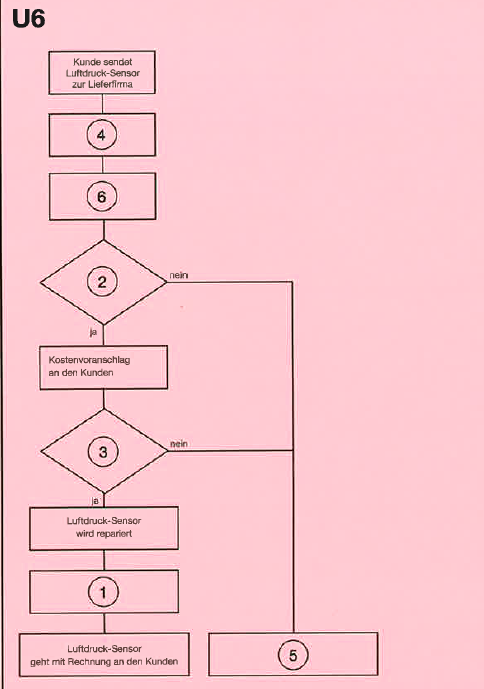 U6
Kunde sendet
Luftdruck-Sensor
zur Lieferfirma
4
6
2
nein
ja
Kostenvoranschlag
an den Kunden
3
nein
ja
Luftdruck-Sensor
wird repariert
1
Luftdruck-Sensor
geht mit Rechnung an den Kunden
5